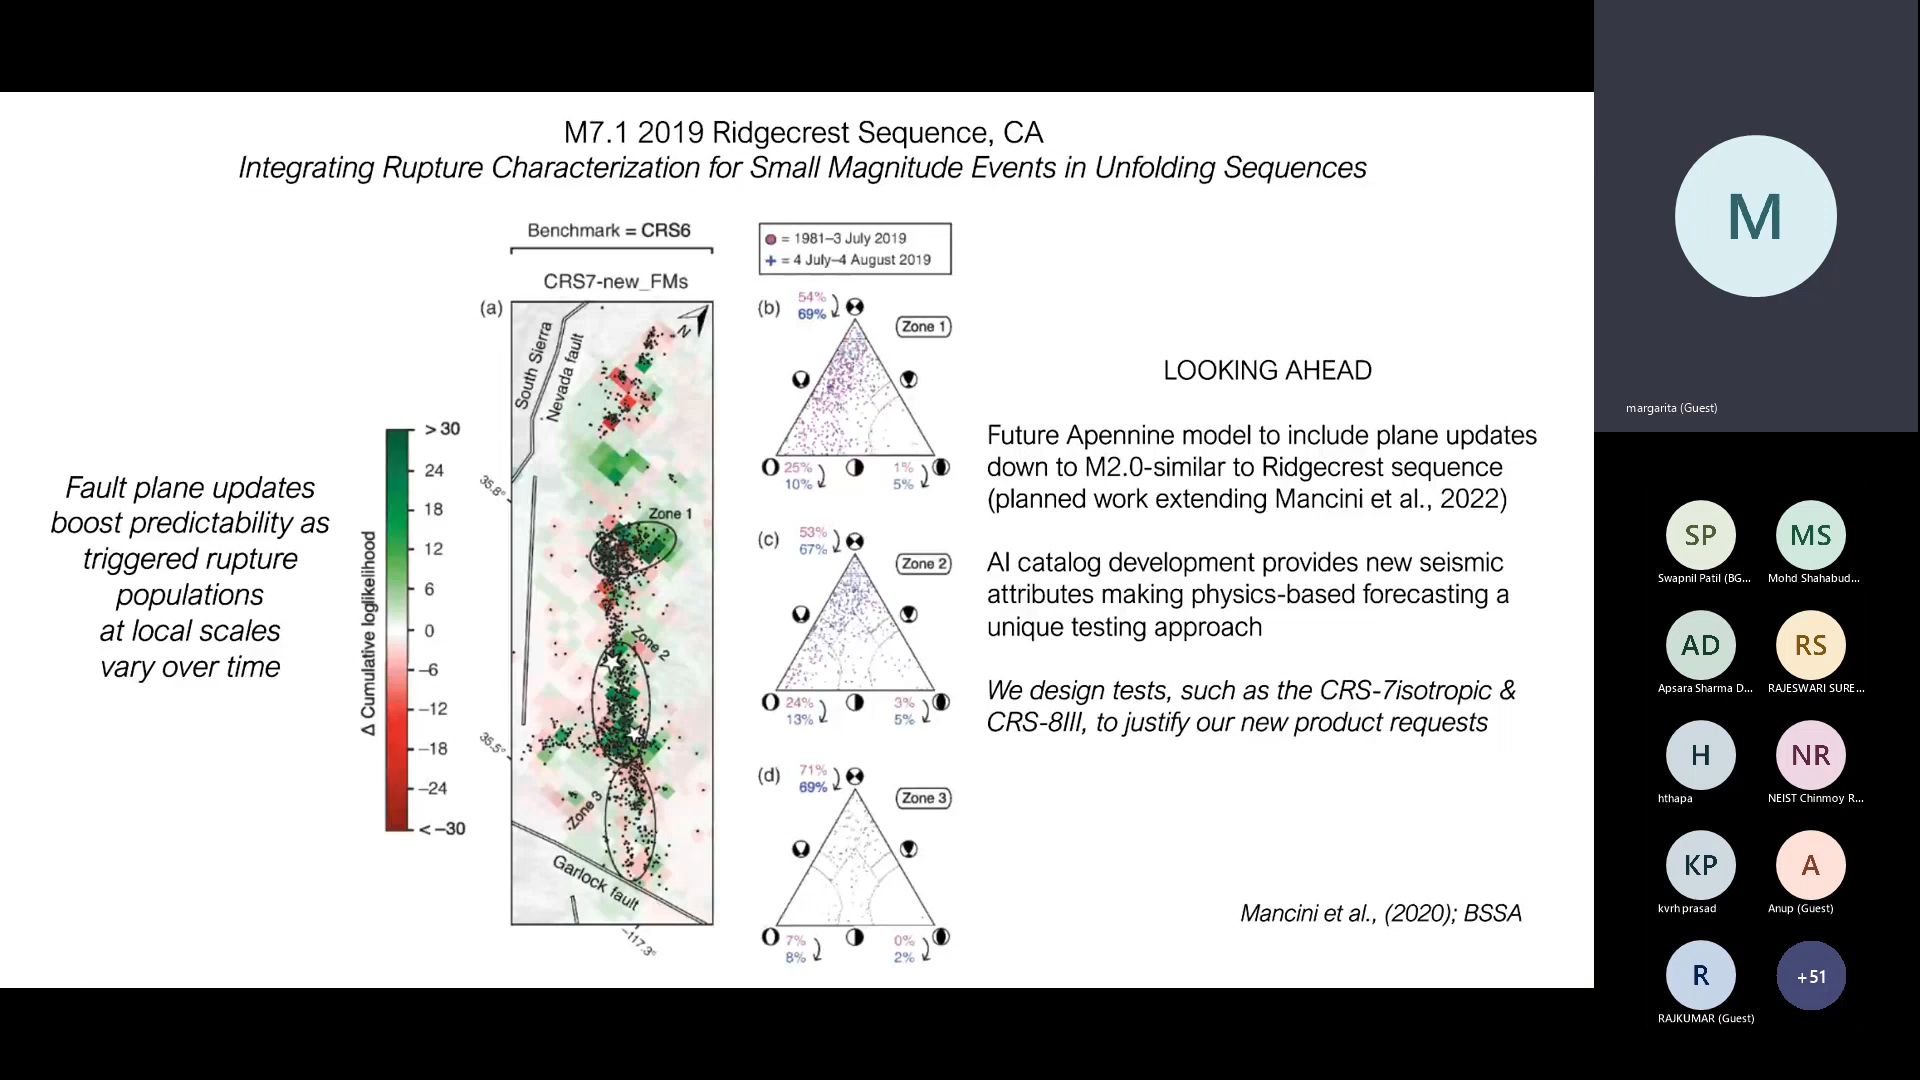 M7.1 2019 Ridgecrest Sequence, CA
Integrating Rupture Characterization for Small Magnitude Events in Unfolding Sequences
Fault plane updates
boost predictability as
triggered rupture
populations
at local scales
vary over time
Δ Cumulative loglikelihood
> 30
24
18
12
6
0
−6
−12
−18
−24
< −30
Benchmark = CRS6
CRS7-new_FMs
(a)
N
South Sierra
Nevada fault
35.8°
Zone 1
Zone 2
35.5°
Zone 3
Garlock fault
−117.3°
= 1981–3 July 2019
+ = 4 July–4 August 2019
(b)
54%
69%
Zone 1
25%
10%
1%
5%
(c)
53%
67%
Zone 2
24%
13%
3%
5%
(d)
71%
69%
Zone 3
7%
8%
0%
2%
LOOKING AHEAD
Future Apennine model to include plane updates
down to M2.0-similar to Ridgecrest sequence
(planned work extending Mancini et al., 2022)
AI catalog development provides new seismic
attributes making physics-based forecasting a
unique testing approach
We design tests, such as the CRS-7isotropic &
CRS-8III, to justify our new product requests
Mancini et al., (2020); BSSA
M
margarita (Guest)
SP
Swapnil Patil (BG...
MS
Mohd Shahabud...
AD
Apsara Sharma D...
RS
RAJESWARI SURE...
H
hthapa
NR
NEIST Chinmoy R...
KP
kvrh prasad
A
Anup (Guest)
R
RAJKUMAR (Guest)
+51